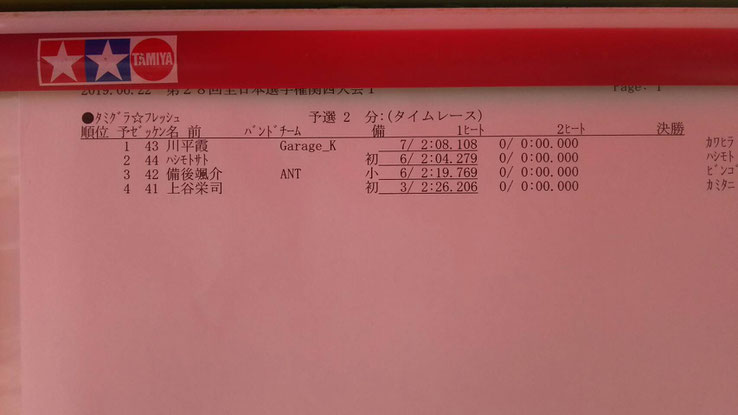 TAMIYA
2019.06.22 第28回全日本選手権関西大会1 Page: 1
●ﾀﾐｸﾞﾗ☆ﾌﾚｯｼｭ 予選 2 分:(タイムレース)
順位 予ｾﾞｯｹﾝ名 前 ﾊﾞﾝﾄﾞﾁｰﾑ 備 1ﾋｰﾄ 2ﾋｰﾄ 決勝
1 43 川平霞 Garage_K 7/ 2:08.108 0/ 0:00.000 ｶﾜﾋﾗ
2 44 ﾊｼﾓﾄｻﾄ 初 6/ 2:04.279 0/ 0:00.000 ﾊｼﾓﾄ
3 42 備後颯介 ANT 小 6/ 2:19.769 0/ 0:00.000 ﾋﾞﾝｺﾞ
4 41 上谷栄司 初 3/ 2:26.206 0/ 0:00.000 ｶﾐﾀﾆ